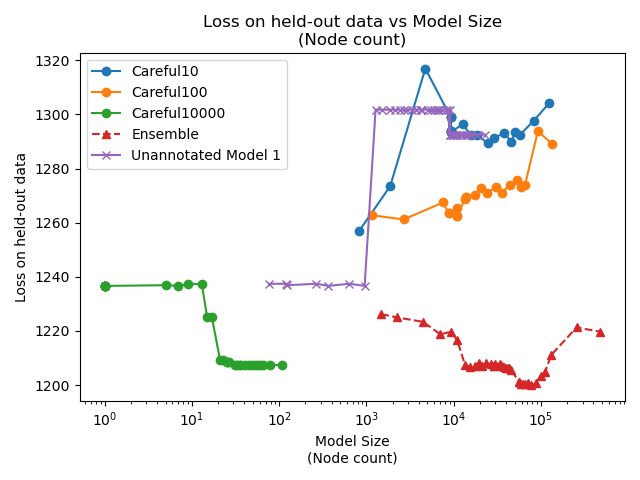 Loss on held-out data vs Model Size
(Node count)
Loss on held-out data
1320
1300
1280
1260
1240
1220
1200
Careful10
Careful100
Careful10000
Ensemble
Unannotated Model 1
10^0
10^1
10^2
10^3
10^4
10^5
Model Size
(Node count)